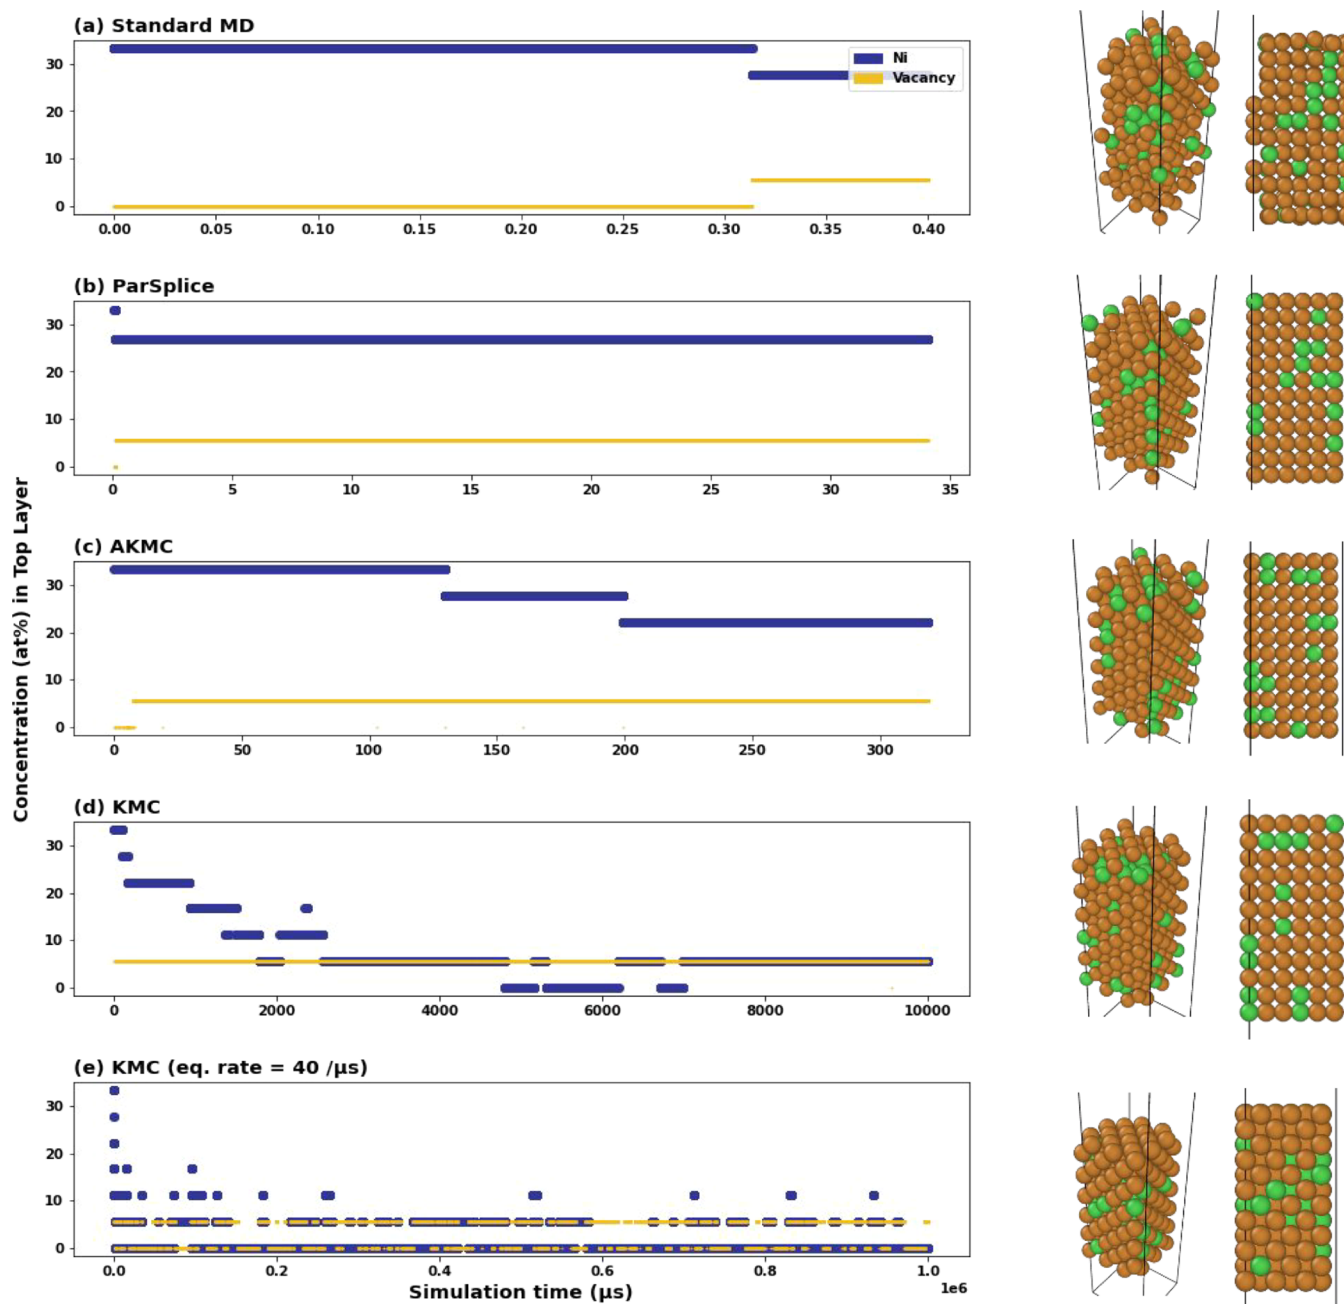 (a) Standard MD
30
20
10
0
Ni
Vacancy
0.00 0.05 0.10 0.15 0.20 0.25 0.30 0.35 0.40
(b) ParSplice
30
20
10
0
0 5 10 15 20 25 30 35
Concentration (at%) in Top Layer
(c) AKMC
30
20
10
0
0 50 100 150 200 250 300
(d) KMC
30
20
10
0
0 2000 4000 6000 8000 10000
(e) KMC (eq. rate = 40 /μs)
30
20
10
0
0.0 0.2 0.4 0.6 0.8 1.0
1e6
Simulation time (μs)